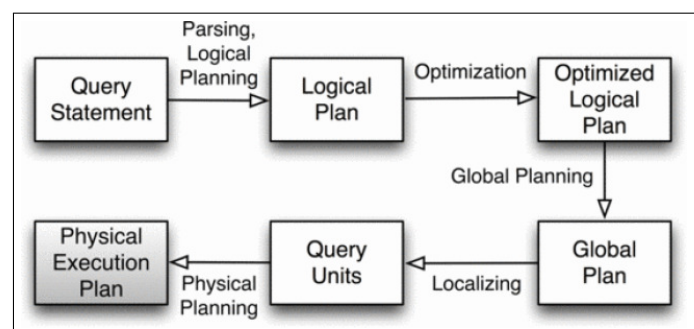 Query
Statement
Parsing,
Logical
Planning
Logical
Plan
Optimization
Optimized
Logical
Plan
Global Planning
Global
Plan
Localizing
Query
Units
Physical
Planning
Physical
Execution
Plan